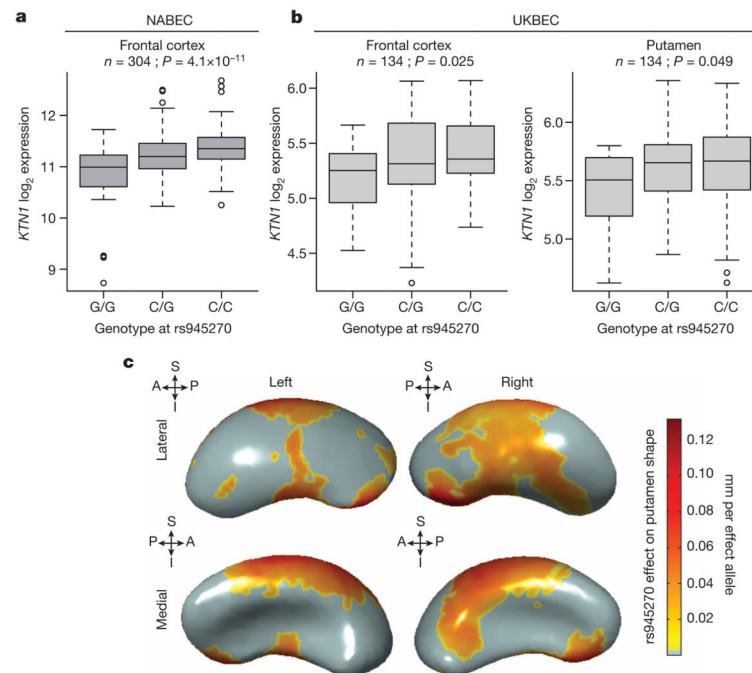 a
NABEC
Frontal cortex
n = 304 ; P = 4.1×10⁻¹¹
KTN1 log₂ expression
12
11
10
9
G/G C/G C/C
Genotype at rs945270
b
UKBEC
Frontal cortex
n = 134 ; P = 0.025
KTN1 log₂ expression
6.0
5.5
5.0
4.5
G/G C/G C/C
Genotype at rs945270
Putamen
n = 134 ; P = 0.049
KTN1 log₂ expression
6.0
5.5
5.0
G/G C/G C/C
Genotype at rs945270
c
Left
Right
Lateral
S
A P
I
S
P A
I
Medial
S
P A
I
S
A P
I
rs945270 effect on putamen shape
0.12
0.10
0.08
0.06
0.04
0.02
mm per effect allele